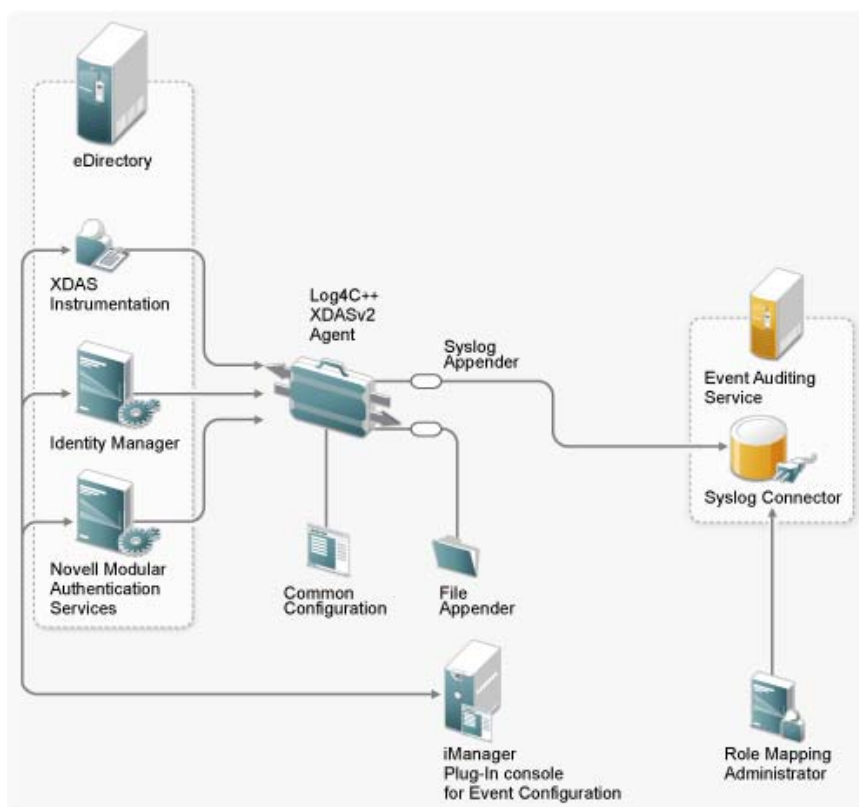 eDirectory
XDAS
Instrumentation
Identity Manager
Novell Modular
Authentication
Services
Log4C++
XDASv2
Agent
Syslog
Appender
Common
Configuration
File
Appender
Event Auditing
Service
Syslog Connector
iManager
Plug-In console
for Event Configuration
Role Mapping
Administrator